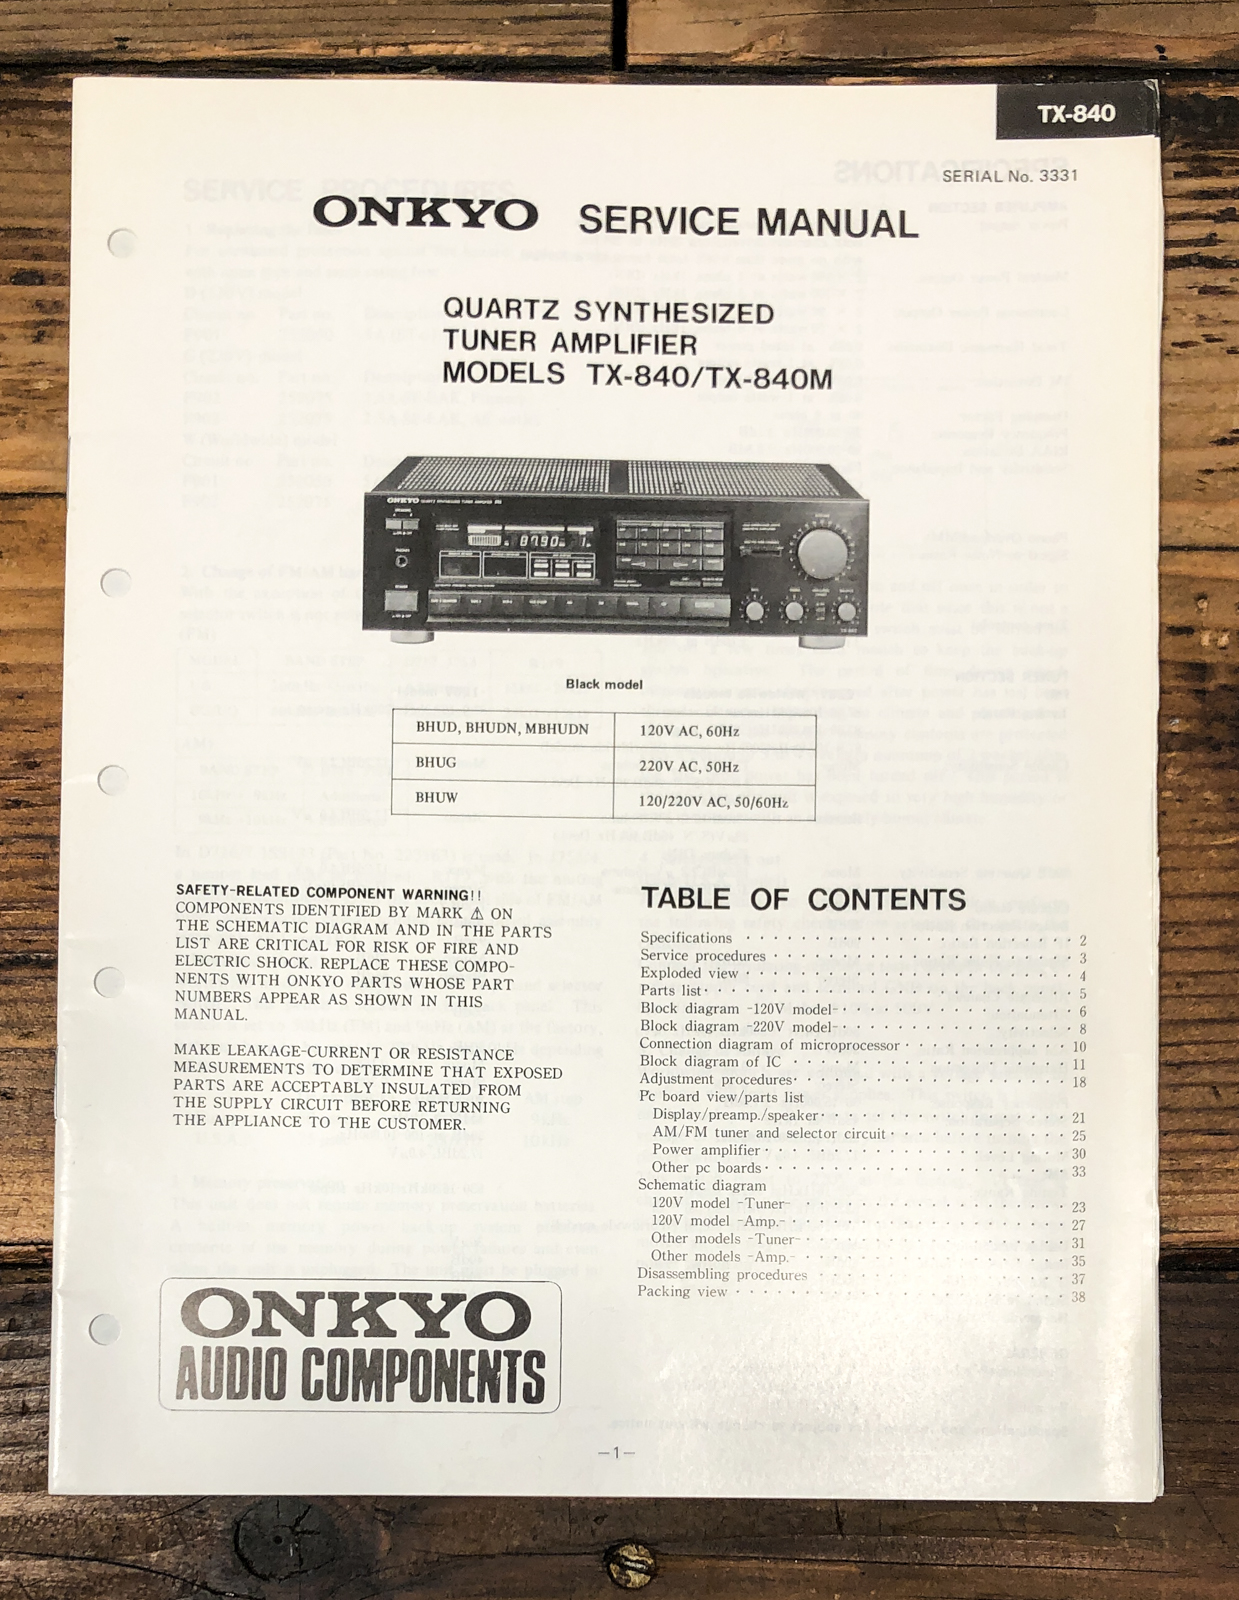 TX-840
SERIAL No. 3331
ONKYO SERVICE MANUAL
QUARTZ SYNTHESIZED
TUNER AMPLIFIER
MODELS TX-840/TX-840M
ONKYO
Black model
BHUD, BHUDN, MBHUDN 120V AC, 60Hz
BHUG 220V AC, 50Hz
BHUW 120/220V AC, 50/60Hz
SAFETY-RELATED COMPONENT WARNING!!
COMPONENTS IDENTIFIED BY MARK ⚠ ON
THE SCHEMATIC DIAGRAM AND IN THE PARTS
LIST ARE CRITICAL FOR RISK OF FIRE AND
ELECTRIC SHOCK. REPLACE THESE COMPO-
NENTS WITH ONKYO PARTS WHOSE PART
NUMBERS APPEAR AS SHOWN IN THIS
MANUAL.
MAKE LEAKAGE-CURRENT OR RESISTANCE
MEASUREMENTS TO DETERMINE THAT EXPOSED
PARTS ARE ACCEPTABLY INSULATED FROM
THE SUPPLY CIRCUIT BEFORE RETURNING
THE APPLIANCE TO THE CUSTOMER.
TABLE OF CONTENTS
Specifications 2
Service procedures 3
Exploded view 4
Parts list 5
Block diagram -120V model- 6
Block diagram -220V model- 8
Connection diagram of microprocessor 10
Block diagram of IC 11
Adjustment procedures 18
Pc board view/parts list
Display/preamp./speaker 21
AM/FM tuner and selector circuit 25
Power amplifier 30
Other pc boards 33
Schematic diagram
120V model -Tuner- 23
120V model -Amp.- 27
Other models -Tuner- 31
Other models -Amp.- 35
Disassembling procedures 37
Packing view 38
ONKYO
AUDIO COMPONENTS
—1—